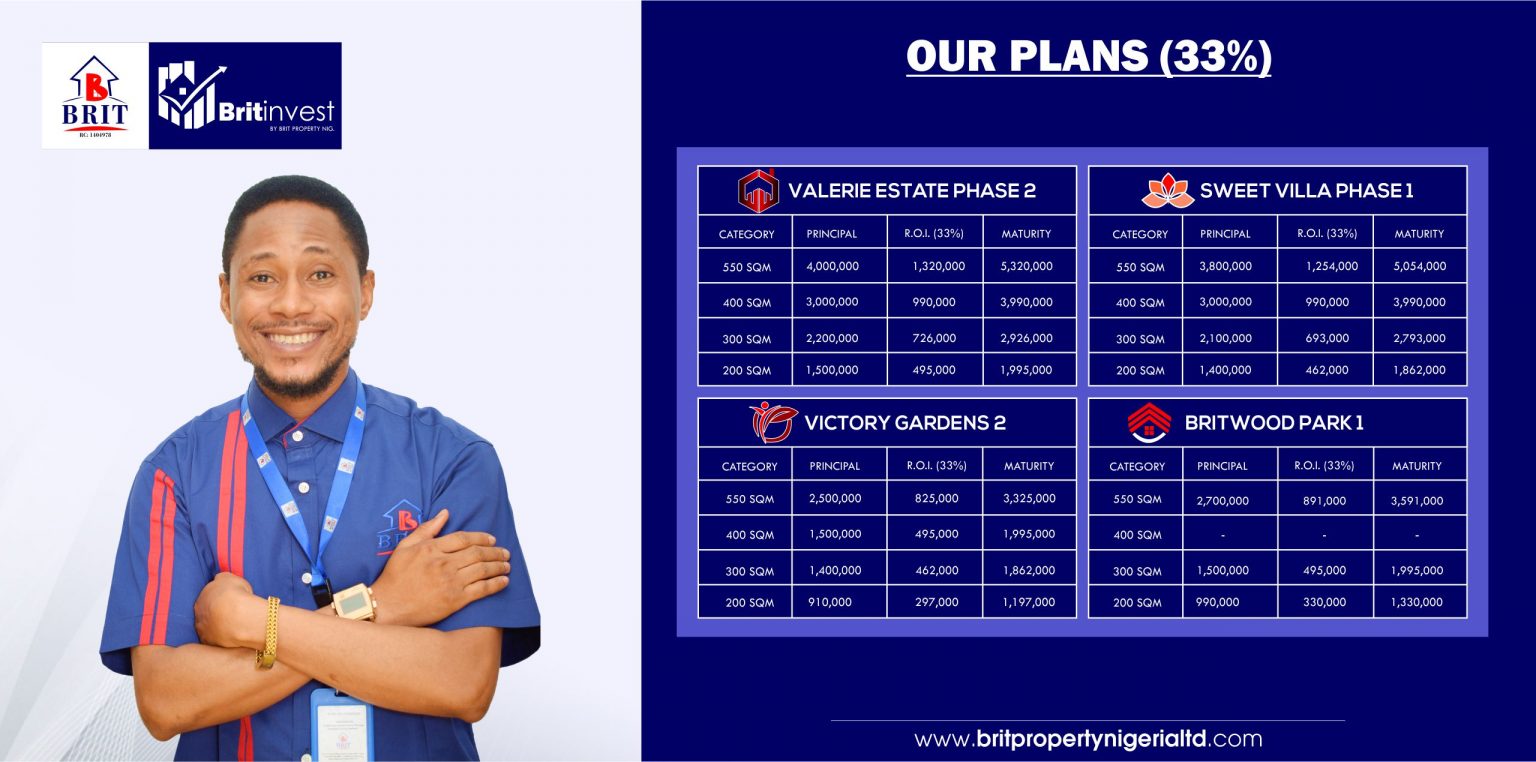 BRIT
RC: 1404978
Britinvest
BY BRIT PROPERTY NIG.
BRIT
OUR PLANS (33%)
VALERIE ESTATE PHASE 2
CATEGORY PRINCIPAL R.O.I. (33%) MATURITY
550 SQM 4,000,000 1,320,000 5,320,000
400 SQM 3,000,000 990,000 3,990,000
300 SQM 2,200,000 726,000 2,926,000
200 SQM 1,500,000 495,000 1,995,000
SWEET VILLA PHASE 1
CATEGORY PRINCIPAL R.O.I. (33%) MATURITY
550 SQM 3,800,000 1,254,000 5,054,000
400 SQM 3,000,000 990,000 3,990,000
300 SQM 2,100,000 693,000 2,793,000
200 SQM 1,400,000 462,000 1,862,000
VICTORY GARDENS 2
CATEGORY PRINCIPAL R.O.I. (33%) MATURITY
550 SQM 2,500,000 825,000 3,325,000
400 SQM 1,500,000 495,000 1,995,000
300 SQM 1,400,000 462,000 1,862,000
200 SQM 910,000 297,000 1,197,000
BRITWOOD PARK 1
CATEGORY PRINCIPAL R.O.I. (33%) MATURITY
550 SQM 2,700,000 891,000 3,591,000
400 SQM - - -
300 SQM 1,500,000 495,000 1,995,000
200 SQM 990,000 330,000 1,330,000
www.britpropertynigerialtd.com